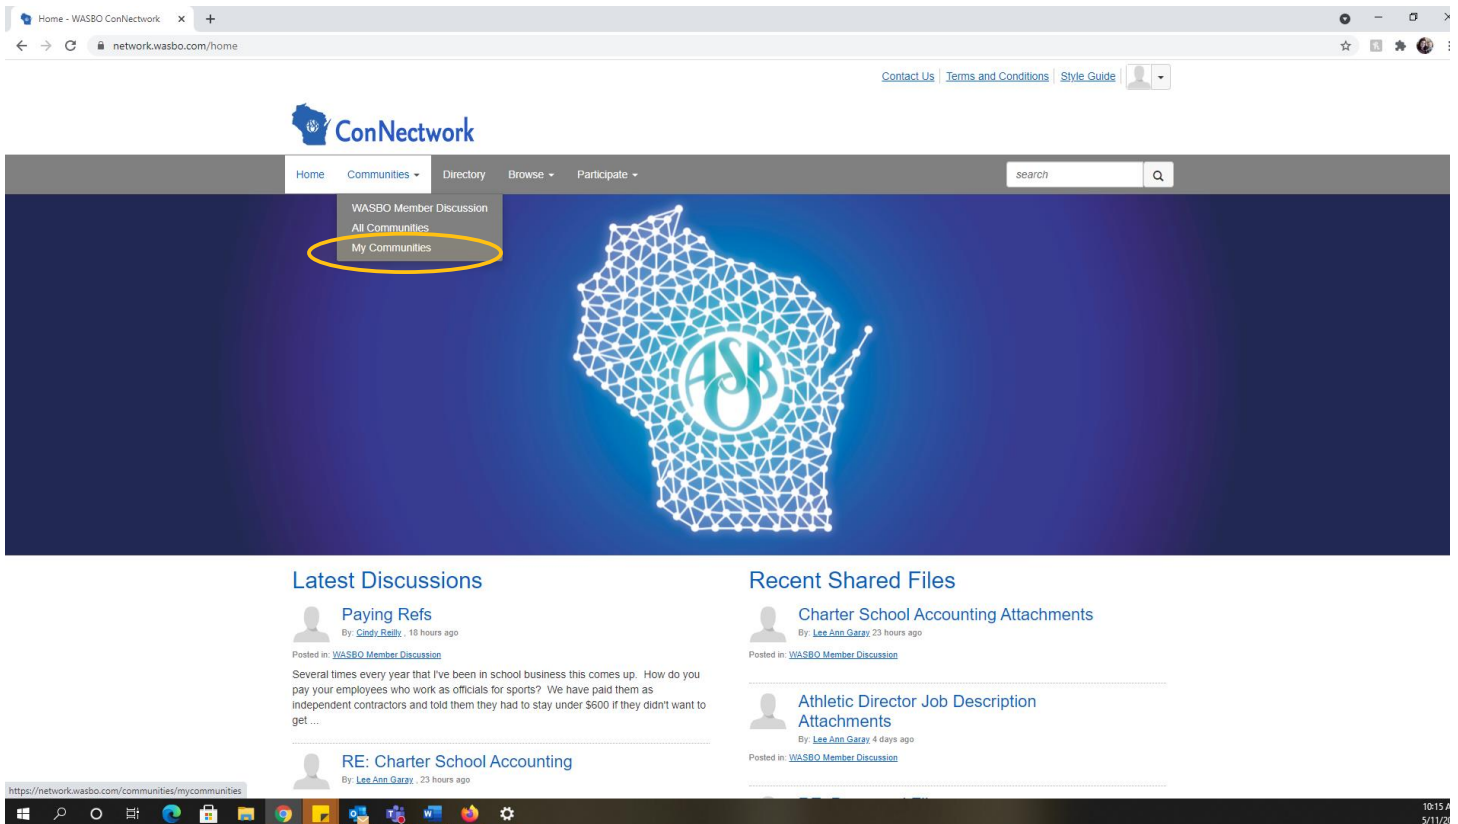 Home - WASBO ConNectwork
network.wasbo.com/home
Contact Us
Terms and Conditions
Style Guide
ConNectwork
Home
Communities
Directory
Browse
Participate
search
WASBO Member Discussion
All Communities
My Communities
ASBO
Latest Discussions
Paying Refs
By: Cindy Reilly , 18 hours ago
Posted in: WASBO Member Discussion
Several times every year that I've been in school business this comes up. How do you
pay your employees who work as officials for sports? We have paid them as
independent contractors and told them they had to stay under $600 if they didn't want to
get ...
RE: Charter School Accounting
By: Lee Ann Garay , 23 hours ago
Recent Shared Files
Charter School Accounting Attachments
By: Lee Ann Garay 23 hours ago
Posted in: WASBO Member Discussion
Athletic Director Job Description
Attachments
By: Lee Ann Garay 4 days ago
Posted in: WASBO Member Discussion
https://network.wasbo.com/communities/mycommunities
10:15 A
5/11/20